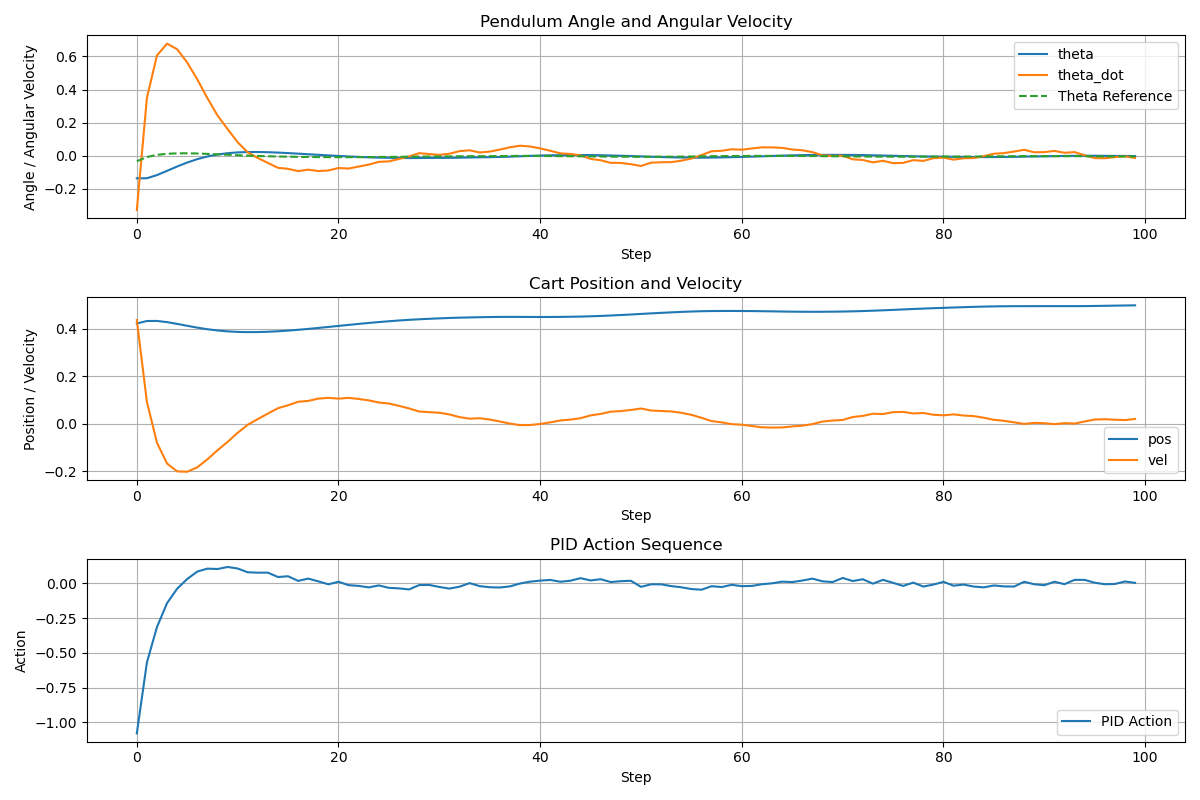 Pendulum Angle and Angular Velocity
Angle / Angular Velocity
0.6
0.4
0.2
0.0
−0.2
theta
theta_dot
Theta Reference
0 20 40 60 80 100
Step
Cart Position and Velocity
Position / Velocity
0.4
0.2
0.0
−0.2
pos
vel
0 20 40 60 80 100
Step
PID Action Sequence
Action
0.00
−0.25
−0.50
−0.75
−1.00
PID Action
0 20 40 60 80 100
Step